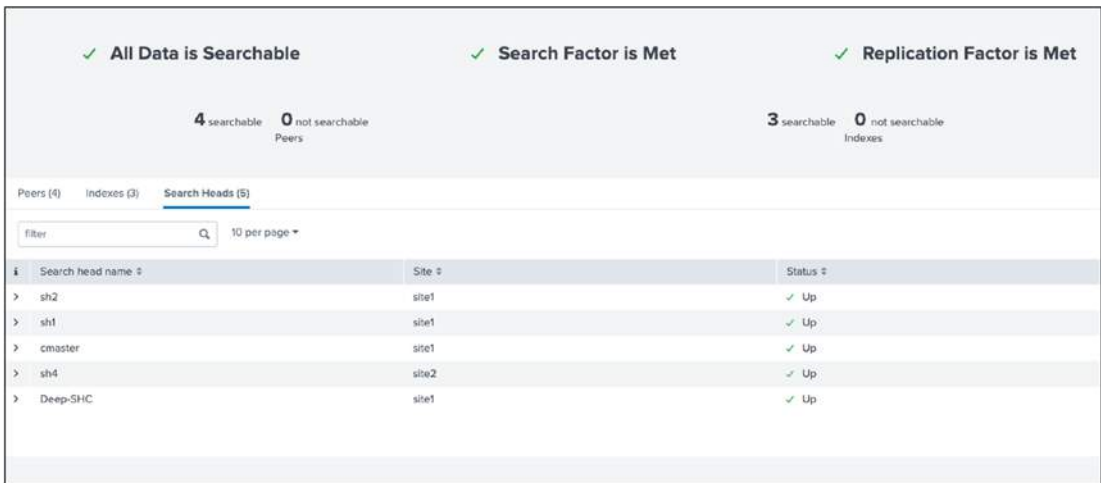 All Data is Searchable Search Factor is Met Replication Factor is Met
4 searchable 0 not searchable 3 searchable 0 not searchable
Peers Indexes
Peers (4) Indexes (3) Search Heads (5)
filter 10 per page
i Search head name Site Status
sh2 site1 Up
sh1 site1 Up
cmaster site1 Up
sh4 site2 Up
Deep-SHC site1 Up